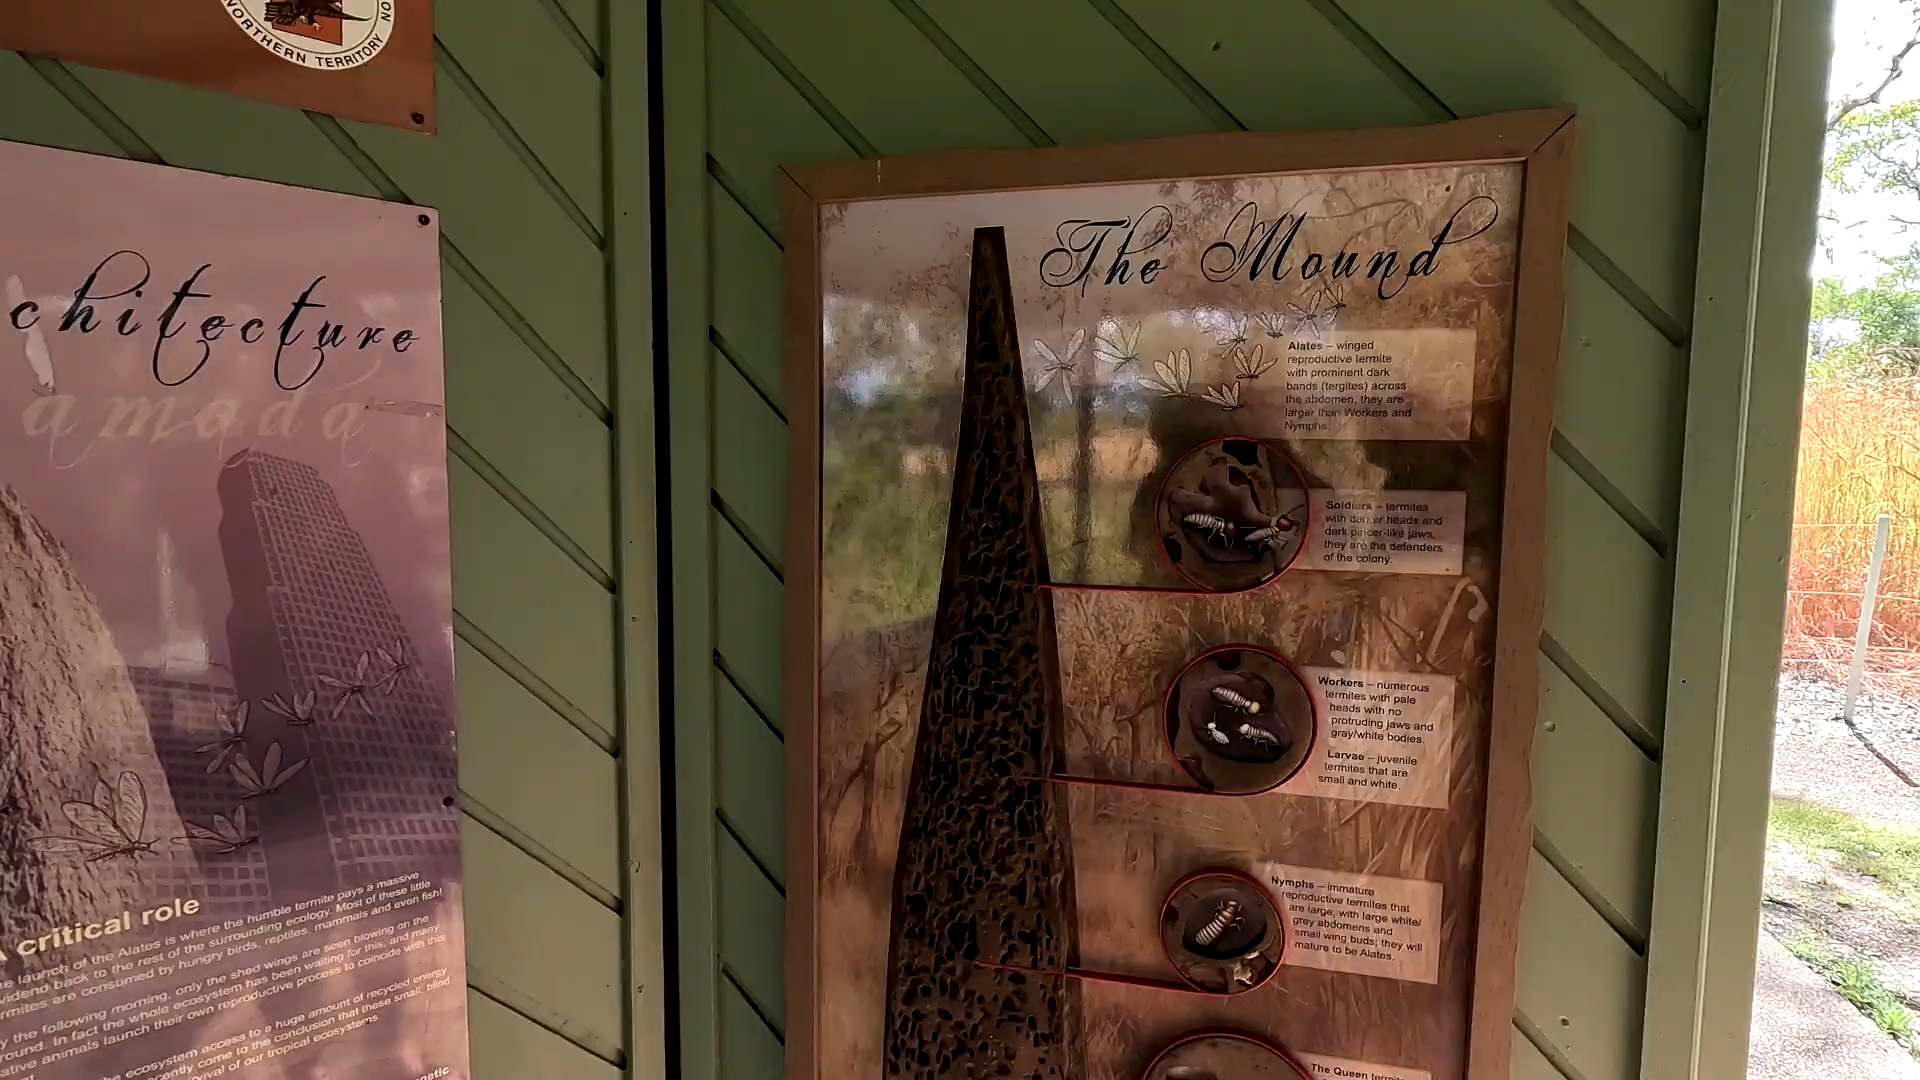 NORTHERN TERRITORY
chitecture
amada
A critical role
launch of the Alates is where the humble termite pays a massive
vidend back to the rest of the surrounding ecology. Most of these little
rmites are consumed by hungry birds, reptiles, mammals and even fish!
the following morning, only the shed wings are seen blowing on the
round. In fact the whole ecosystem has been waiting for this, and many
ative animals launch their own reproductive process to coincide with this
ecosystem access to a huge amount of recycled energy
ecently come to the conclusion that these small, blind
vival of our tropical ecosystems.
netic
The Mound
Alates – winged
reproductive termite
with prominent dark
bands (tergites) across
the abdomen, they are
larger than Workers and
Nymphs.
Soldiers – termites
with darker heads and
dark pincer-like jaws,
they are the defenders
of the colony.
Workers – numerous
termites with pale
heads with no
protruding jaws and
gray/white bodies.
Larvae – juvenile
termites that are
small and white.
Nymphs – immature
reproductive termites that
are large, with large white/
grey abdomens and
small wing buds; they will
mature to be Alates.
The Queen termit